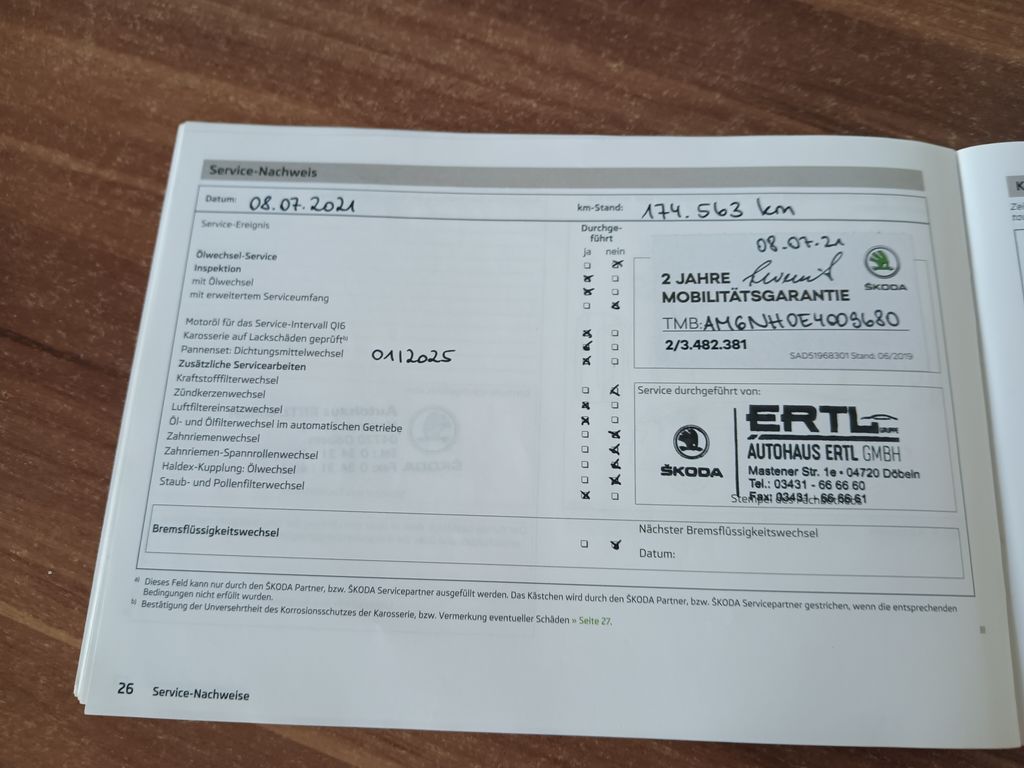 Service-Nachweis
Datum: 08.07.2021 km-Stand: 174.563 km
Service-Ereignis Durchge-
führt
ja nein
Ölwechsel-Service
Inspektion
mit Ölwechsel
mit erweitertem Serviceumfang
Motoröl für das Service-Intervall QI6
Karosserie auf Lackschäden geprüft b)
Pannenset: Dichtungsmittelwechsel 01/2025
Zusätzliche Servicearbeiten
Kraftstofffilterwechsel
Zündkerzenwechsel
Luftfiltereinsatzwechsel
Öl- und Ölfilterwechsel im automatischen Getriebe
Zahnriemenwechsel
Zahnriemen-Spannrollenwechsel
Haldex-Kupplung: Ölwechsel
Staub- und Pollenfilterwechsel
08.07.21
2 JAHRE
MOBILITÄTSGARANTIE
ŠKODA
TMB: AM6NH0E4009680
2/3.482.381
SAD51968301 Stand: 06/2019
Service durchgeführt von:
ERTL GRUPPE
ŠKODA
AUTOHAUS ERTL GMBH
Mastener Str. 1e • 04720 Döbeln
Tel.: 03431 - 66 66 60
Fax: 03431 - 66 66 61
Bremsflüssigkeitswechsel
Nächster Bremsflüssigkeitswechsel
Datum:
a) Dieses Feld kann nur durch den ŠKODA Partner, bzw. ŠKODA Servicepartner ausgefüllt werden. Das Kästchen wird durch den ŠKODA Partner, bzw. ŠKODA Servicepartner gestrichen, wenn die entsprechenden
Bedingungen nicht erfüllt wurden.
b) Bestätigung der Unversehrtheit des Korrosionsschutzes der Karosserie, bzw. Vermerkung eventueller Schäden » Seite 27.
26 Service-Nachweise